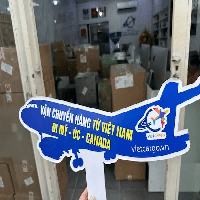 VẬN CHUYỂN HÀNG TỪ VIỆT NAM
ĐI MỸ - ÚC - CANADA
vietcargo.vn